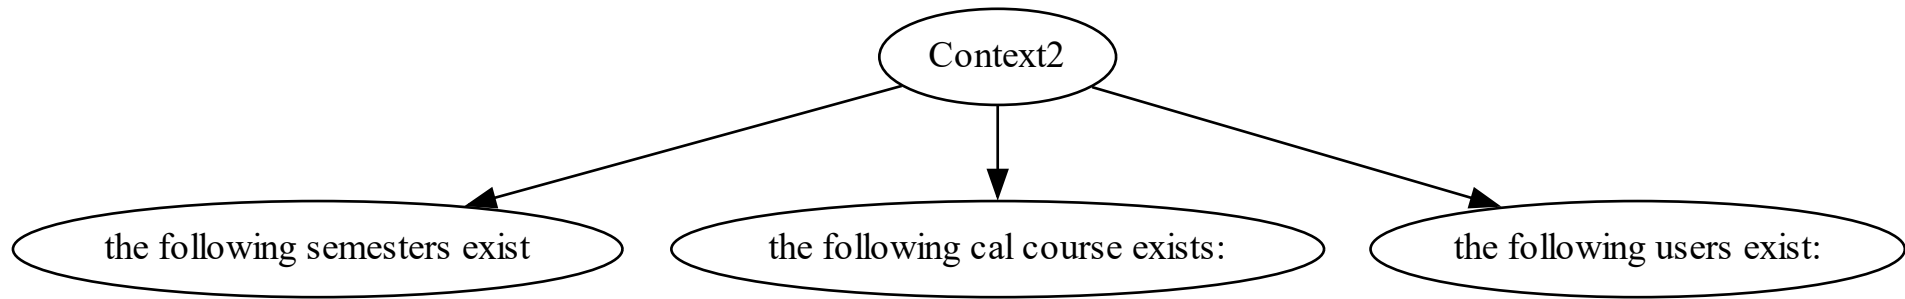 Context2
the following semesters exist
the following cal course exists:
the following users exist: